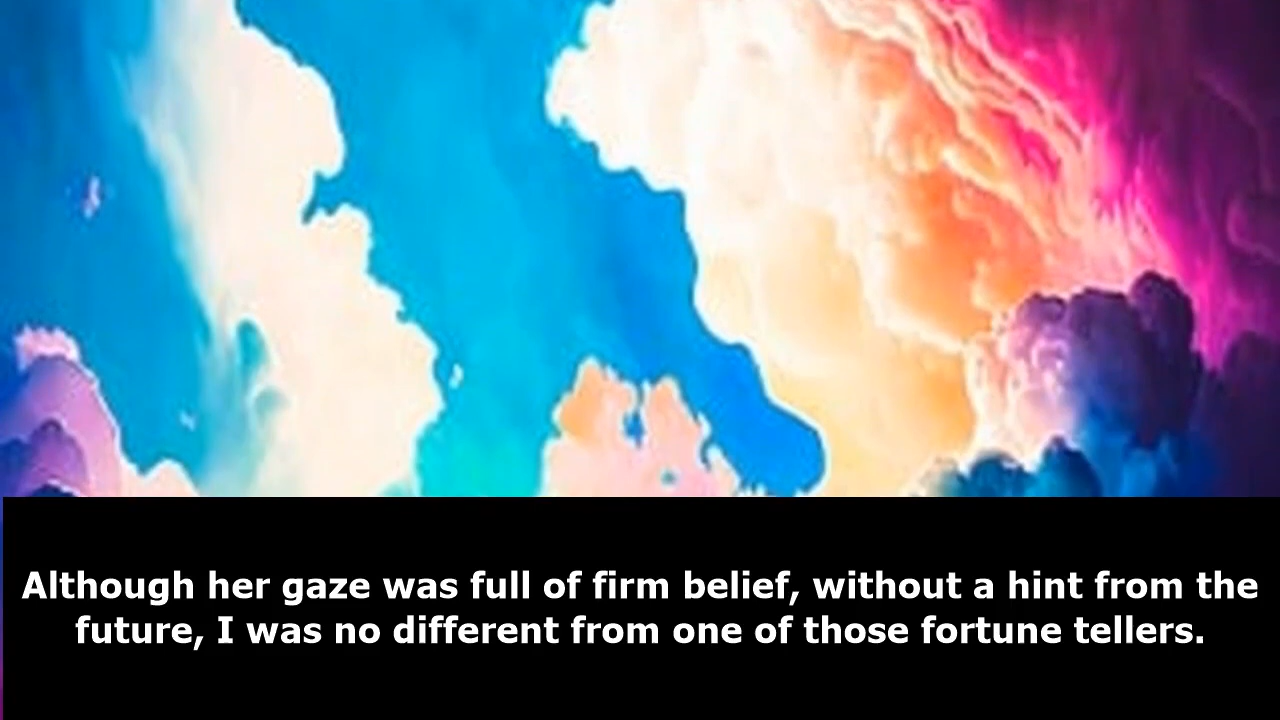 Although her gaze was full of firm belief, without a hint from the
future, I was no different from one of those fortune tellers.